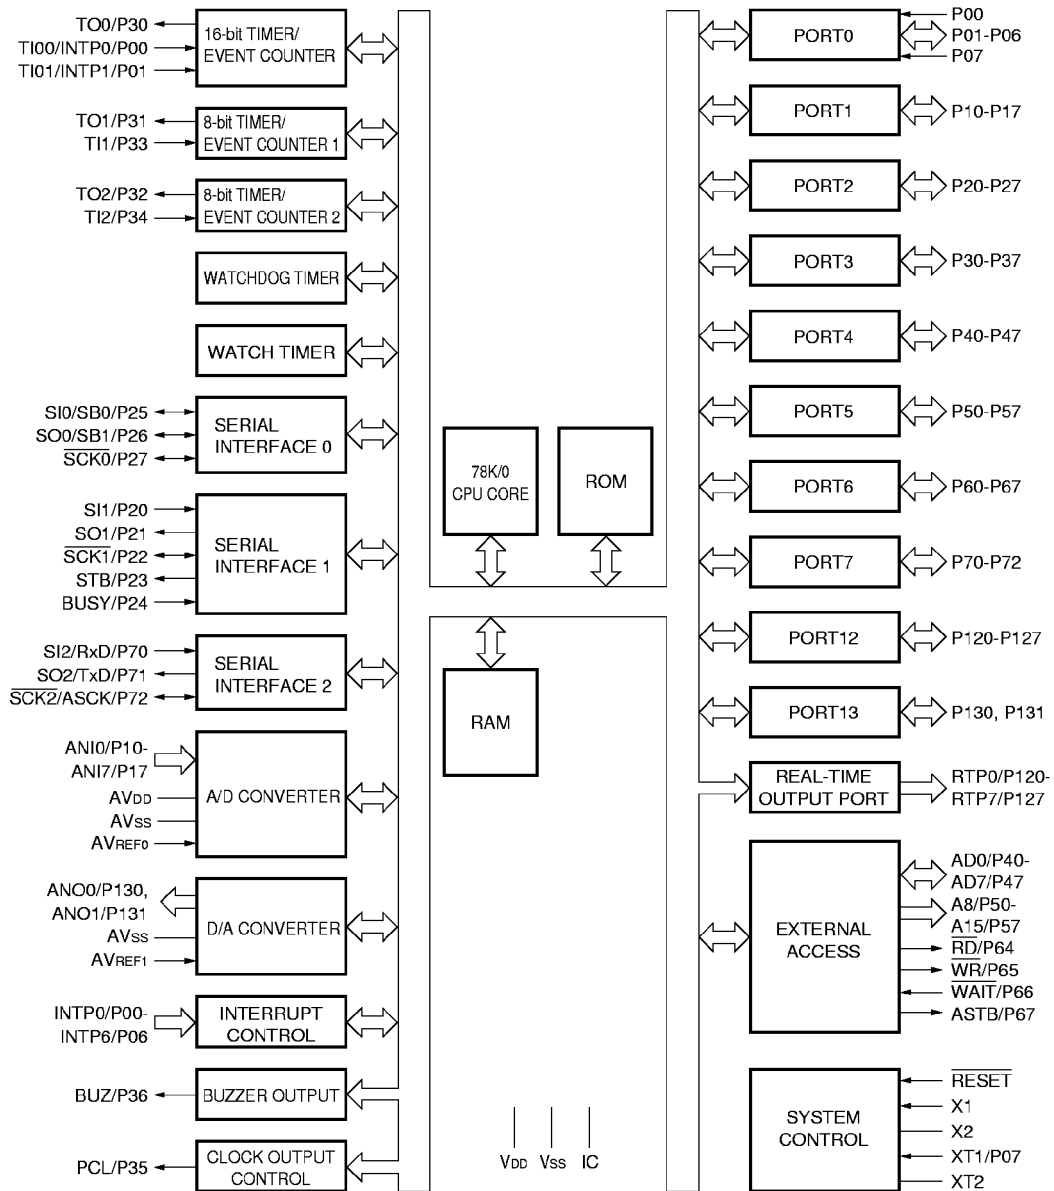 TO0/P30
TI00/INTP0/P00
TI01/INTP1/P01
16-bit TIMER/
EVENT COUNTER
TO1/P31
TI1/P33
8-bit TIMER/
EVENT COUNTER 1
TO2/P32
TI2/P34
8-bit TIMER/
EVENT COUNTER 2
WATCHDOG TIMER
WATCH TIMER
SI0/SB0/P25
SO0/SB1/P26
SCK0/P27
SERIAL
INTERFACE 0
SI1/P20
SO1/P21
SCK1/P22
STB/P23
BUSY/P24
SERIAL
INTERFACE 1
SI2/RxD/P70
SO2/TxD/P71
SCK2/ASCK/P72
SERIAL
INTERFACE 2
ANI0/P10-
ANI7/P17
AVDD
AVSS
AVREF0
A/D CONVERTER
ANO0/P130,
ANO1/P131
AVSS
AVREF1
D/A CONVERTER
INTP0/P00-
INTP6/P06
INTERRUPT
CONTROL
BUZ/P36
BUZZER OUTPUT
PCL/P35
CLOCK OUTPUT
CONTROL
78K/0
CPU CORE
ROM
RAM
VDD VSS IC
PORT0
P00
P01-P06
P07
PORT1
P10-P17
PORT2
P20-P27
PORT3
P30-P37
PORT4
P40-P47
PORT5
P50-P57
PORT6
P60-P67
PORT7
P70-P72
PORT12
P120-P127
PORT13
P130, P131
REAL-TIME
OUTPUT PORT
RTP0/P120-
RTP7/P127
EXTERNAL
ACCESS
AD0/P40-
AD7/P47
A8/P50-
A15/P57
RD/P64
WR/P65
WAIT/P66
ASTB/P67
SYSTEM
CONTROL
RESET
X1
X2
XT1/P07
XT2